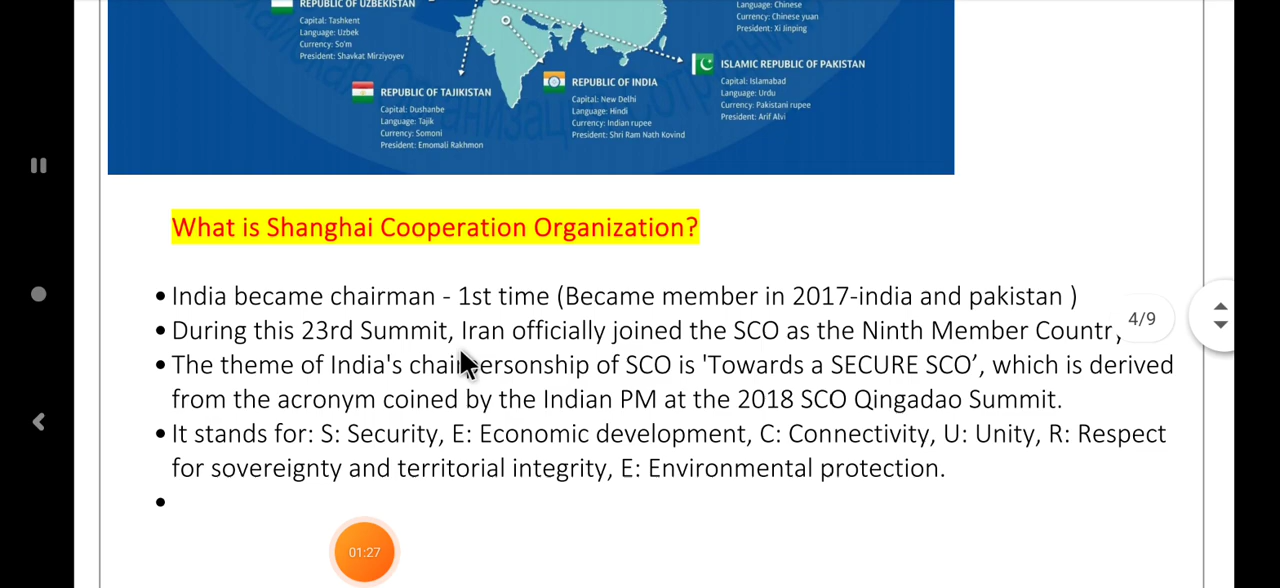 REPUBLIC OF UZBEKISTAN
Capital: Tashkent
Language: Uzbek
Currency: So'm
President: Shavkat Mirziyoyev
Language: Chinese
Currency: Chinese yuan
President: Xi Jinping
ISLAMIC REPUBLIC OF PAKISTAN
Capital: Islamabad
Language: Urdu
Currency: Pakistani rupee
President: Arif Alvi
REPUBLIC OF INDIA
Capital: New Delhi
Language: Hindi
Currency: Indian rupee
President: Shri Ram Nath Kovind
REPUBLIC OF TAJIKISTAN
Capital: Dushanbe
Language: Tajik
Currency: Somoni
President: Emomali Rakhmon
What is Shanghai Cooperation Organization?
• India became chairman - 1st time (Became member in 2017-india and pakistan )
• During this 23rd Summit, Iran officially joined the SCO as the Ninth Member Countr,
4/9
• The theme of India's chairpersonship of SCO is 'Towards a SECURE SCO’, which is derived
from the acronym coined by the Indian PM at the 2018 SCO Qingadao Summit.
• It stands for: S: Security, E: Economic development, C: Connectivity, U: Unity, R: Respect
for sovereignty and territorial integrity, E: Environmental protection.
•
01:27